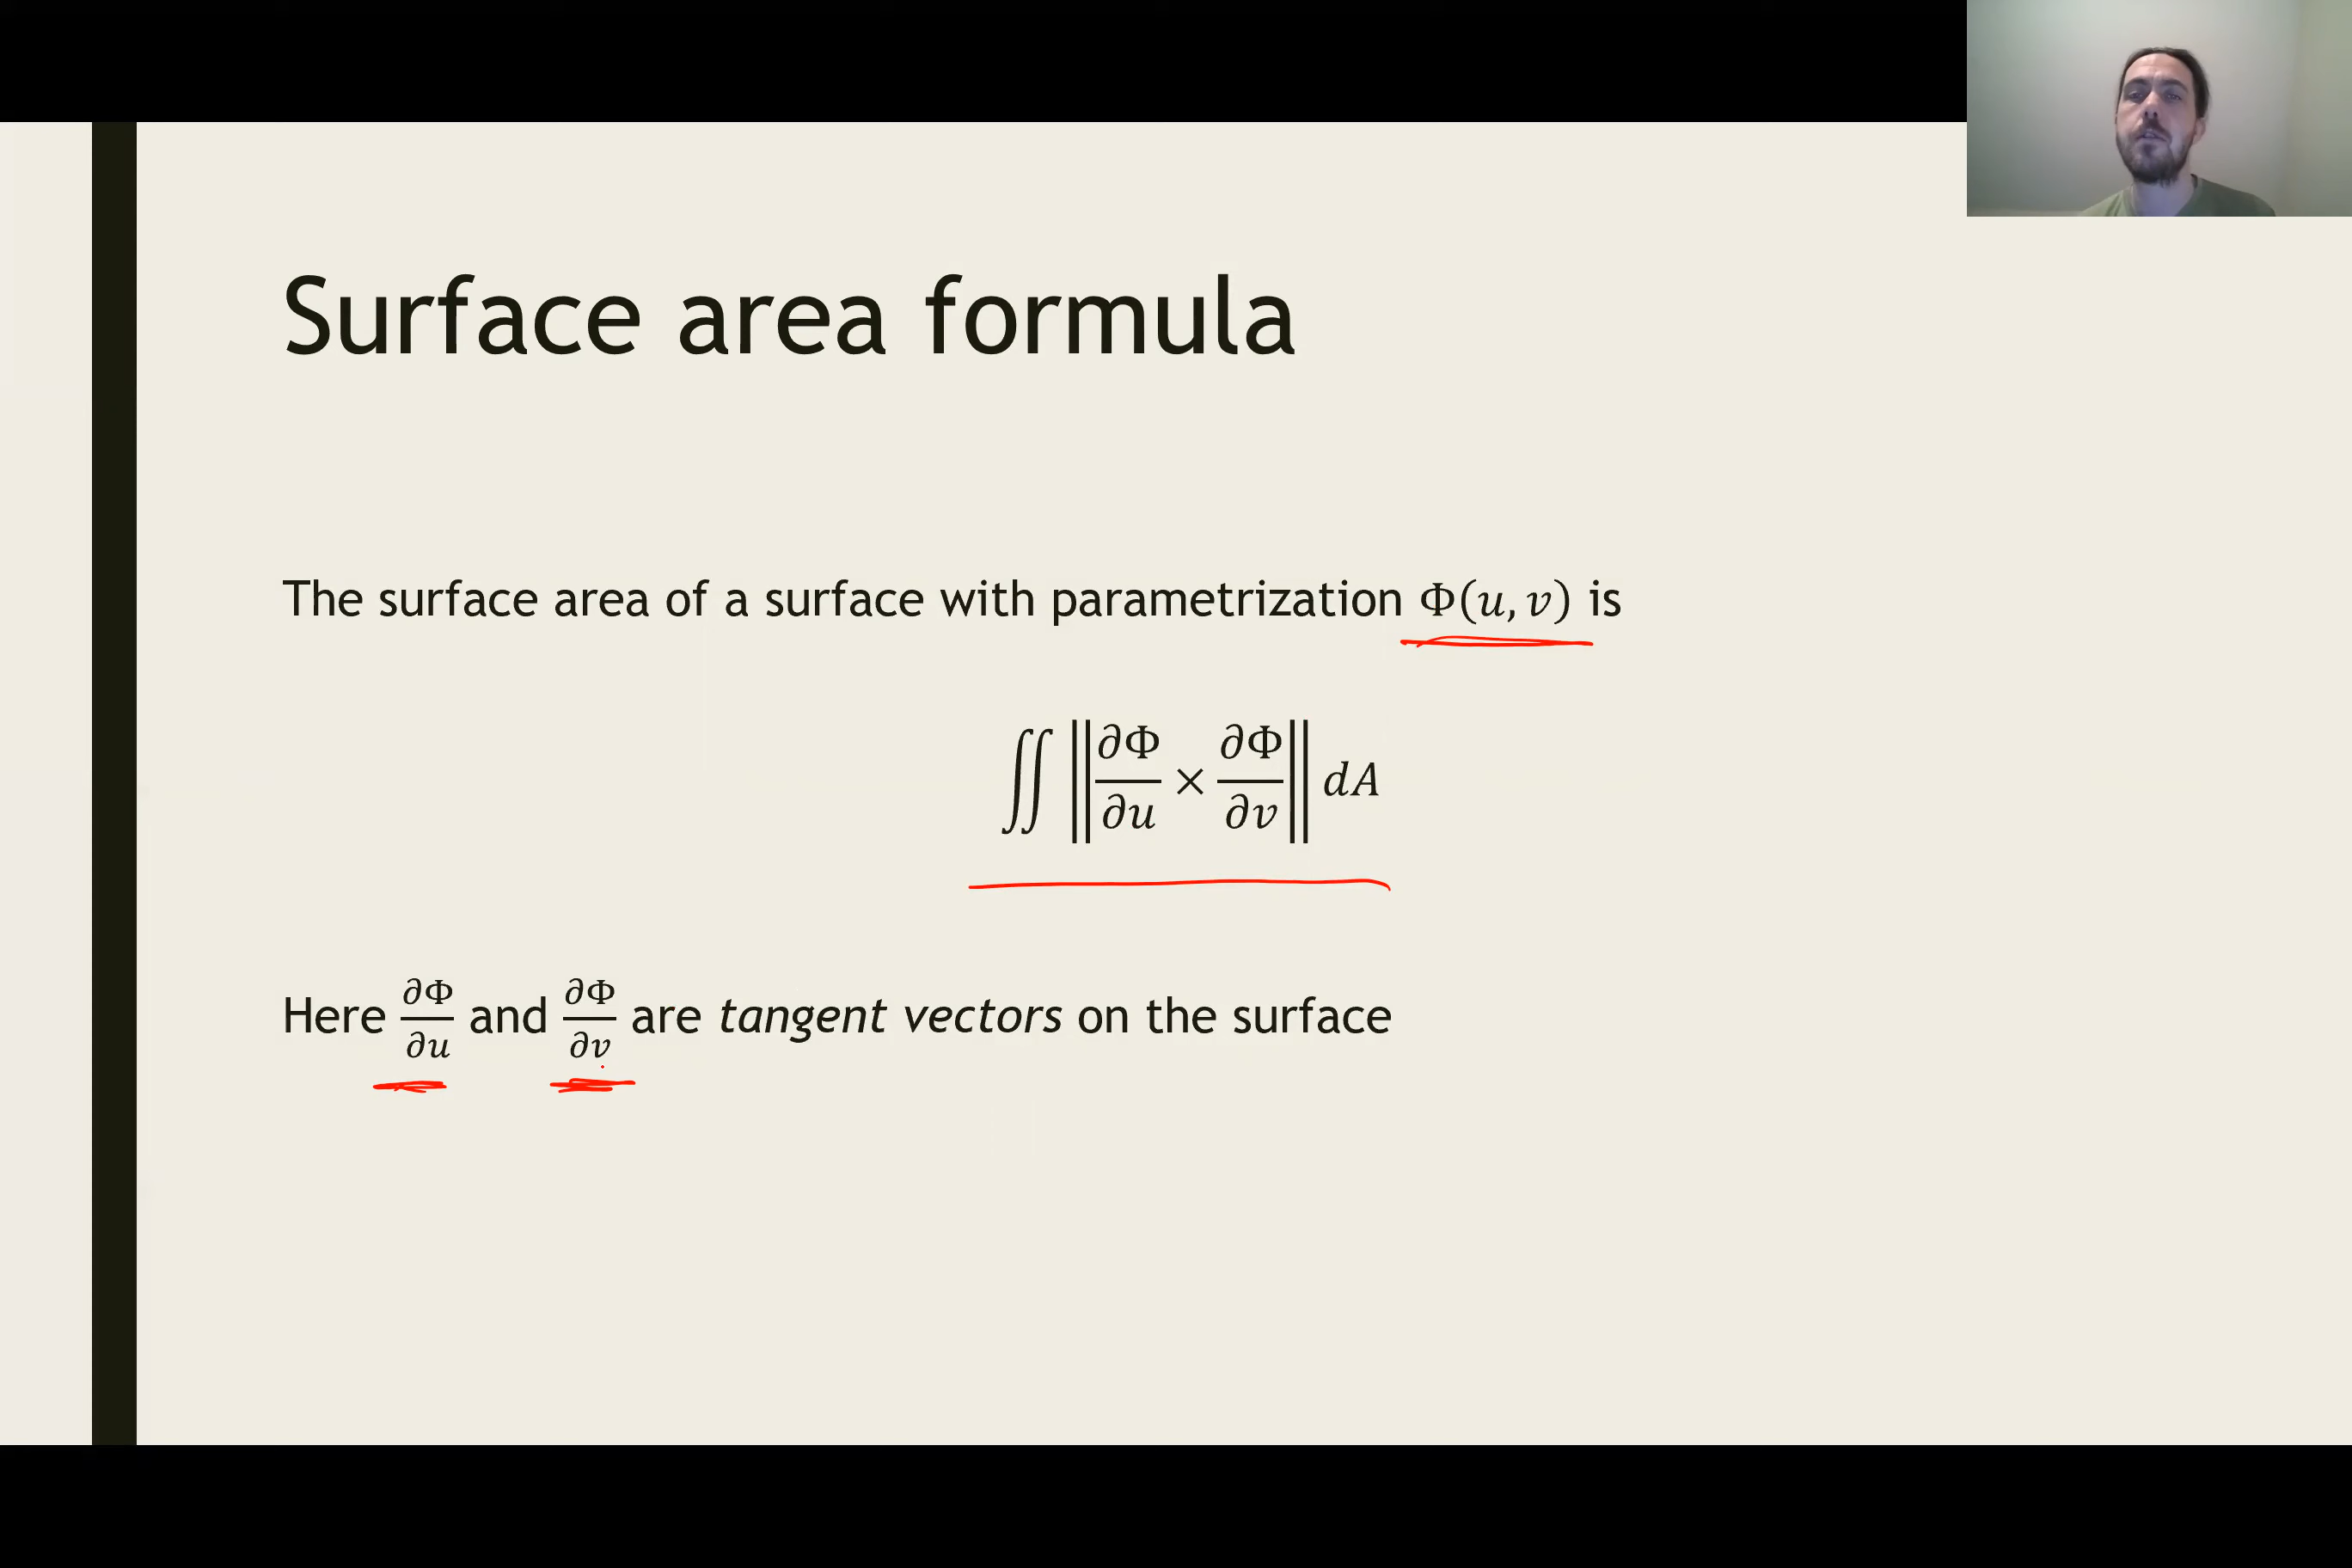 Surface area formula
The surface area of a surface with parametrization Φ(u, v) is
∬ ‖∂Φ/∂u × ∂Φ/∂v‖ dA
Here ∂Φ/∂u and ∂Φ/∂v are tangent vectors on the surface